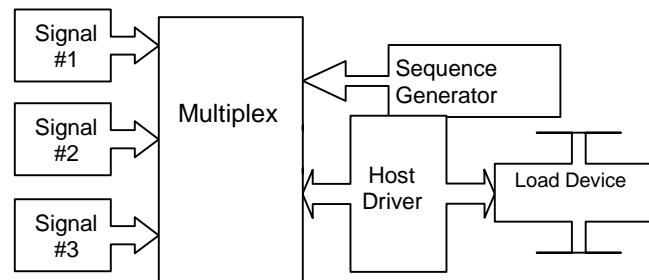 Signal
#1
Signal
#2
Signal
#3
Multiplex
Sequence
Generator
Host
Driver
Load Device